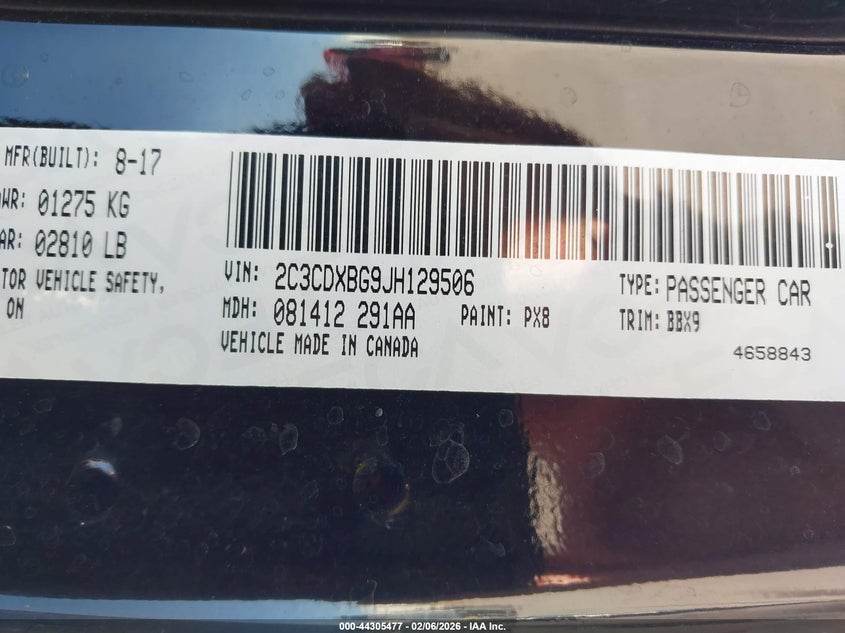 MFR(BUILT): 8-17
WR: 01275 KG
AR: 02810 LB
TOR VEHICLE SAFETY,
ON
VIN: 2C3CDXBG9JH129506
TYPE: PASSENGER CAR
MDH: 081412 291AA
PAINT: PX8
TRIM: BBX9
VEHICLE MADE IN CANADA
4658843
000-44305477 - 02/06/2026 - IAA Inc.